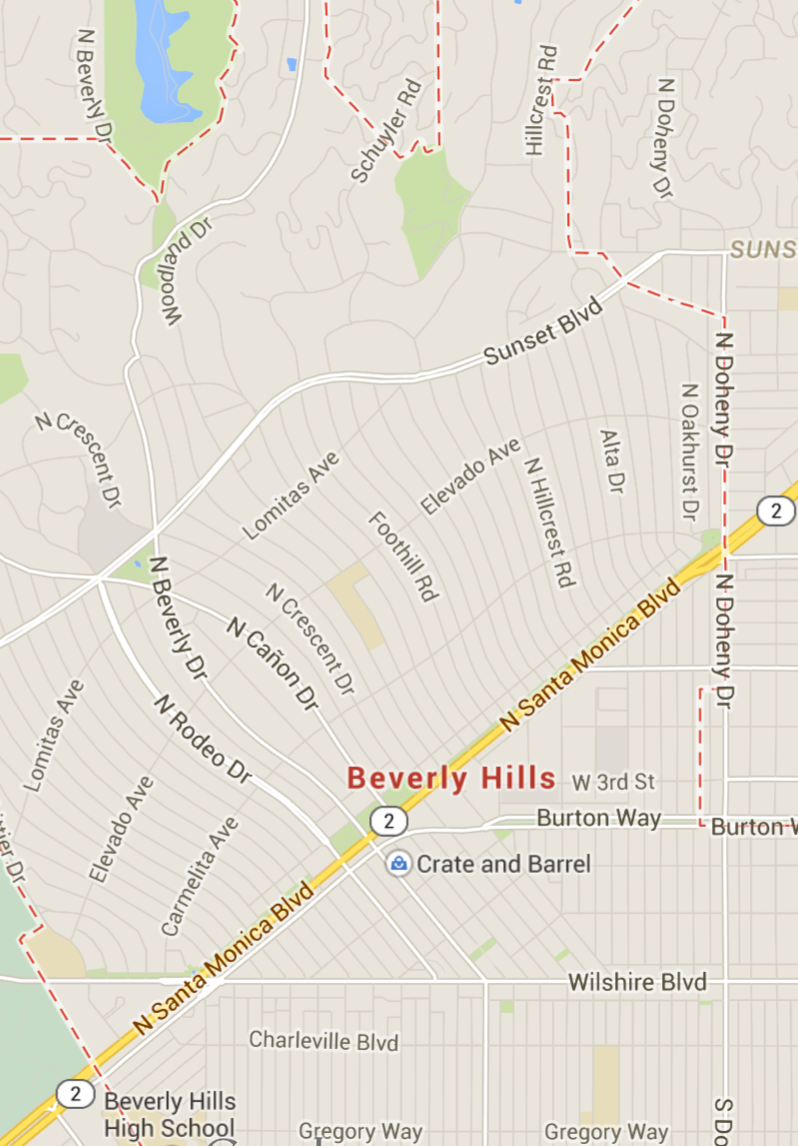 N Beverly Dr
Schuyler Rd
Hillcrest Rd
N Doheny Dr
Woodland Dr
SUNS
Sunset Blvd
N Doheny Dr
N Crescent Dr
N Oakhurst Dr
Alta Dr
Lomitas Ave
Elevado Ave
N Hillcrest Rd
2
Foothill Rd
N Beverly Dr
N Crescent Dr
N Doheny Dr
N Cañon Dr
N Santa Monica Blvd
Lomitas Ave
N Rodeo Dr
Beverly Hills
W 3rd St
Elevado Ave
2
Burton Way
Burton W
ittier Dr
Carmelita Ave
Crate and Barrel
N Santa Monica Blvd
Wilshire Blvd
Charleville Blvd
2
Beverly Hills
High School
Gregory Way
Gregory Way
S Do